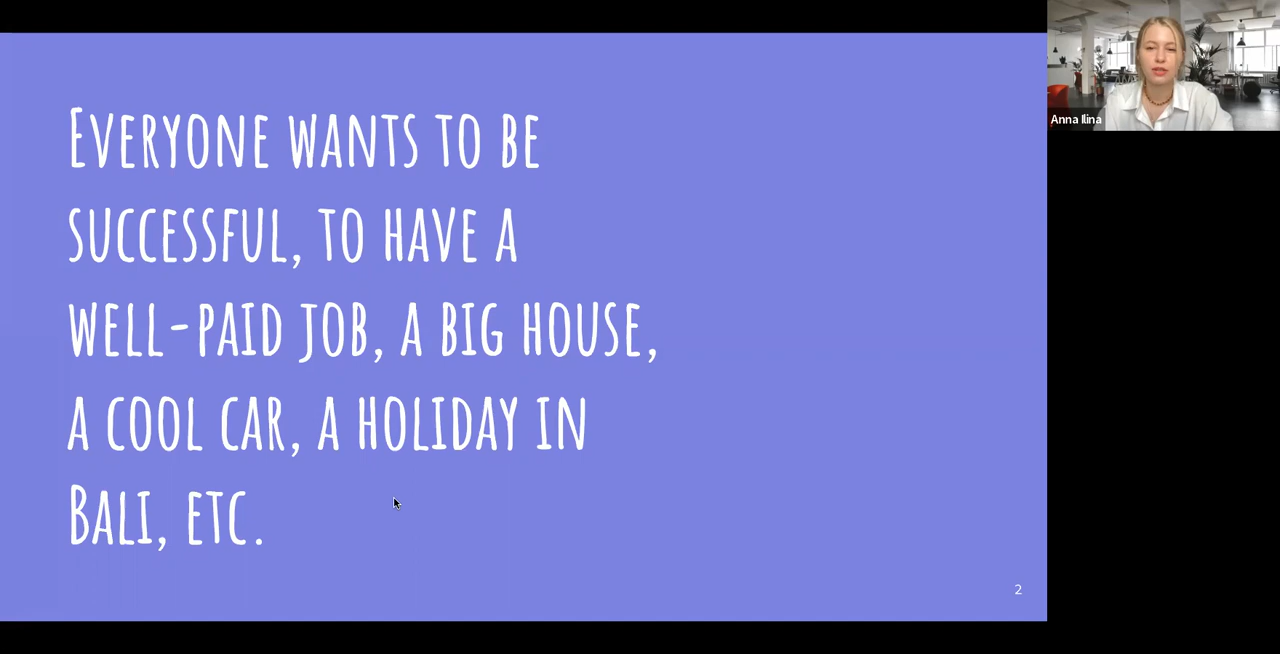 Everyone wants to be
successful, to have a
well-paid job, a big house,
a cool car, a holiday in
Bali, etc.
2
Anna Ilina